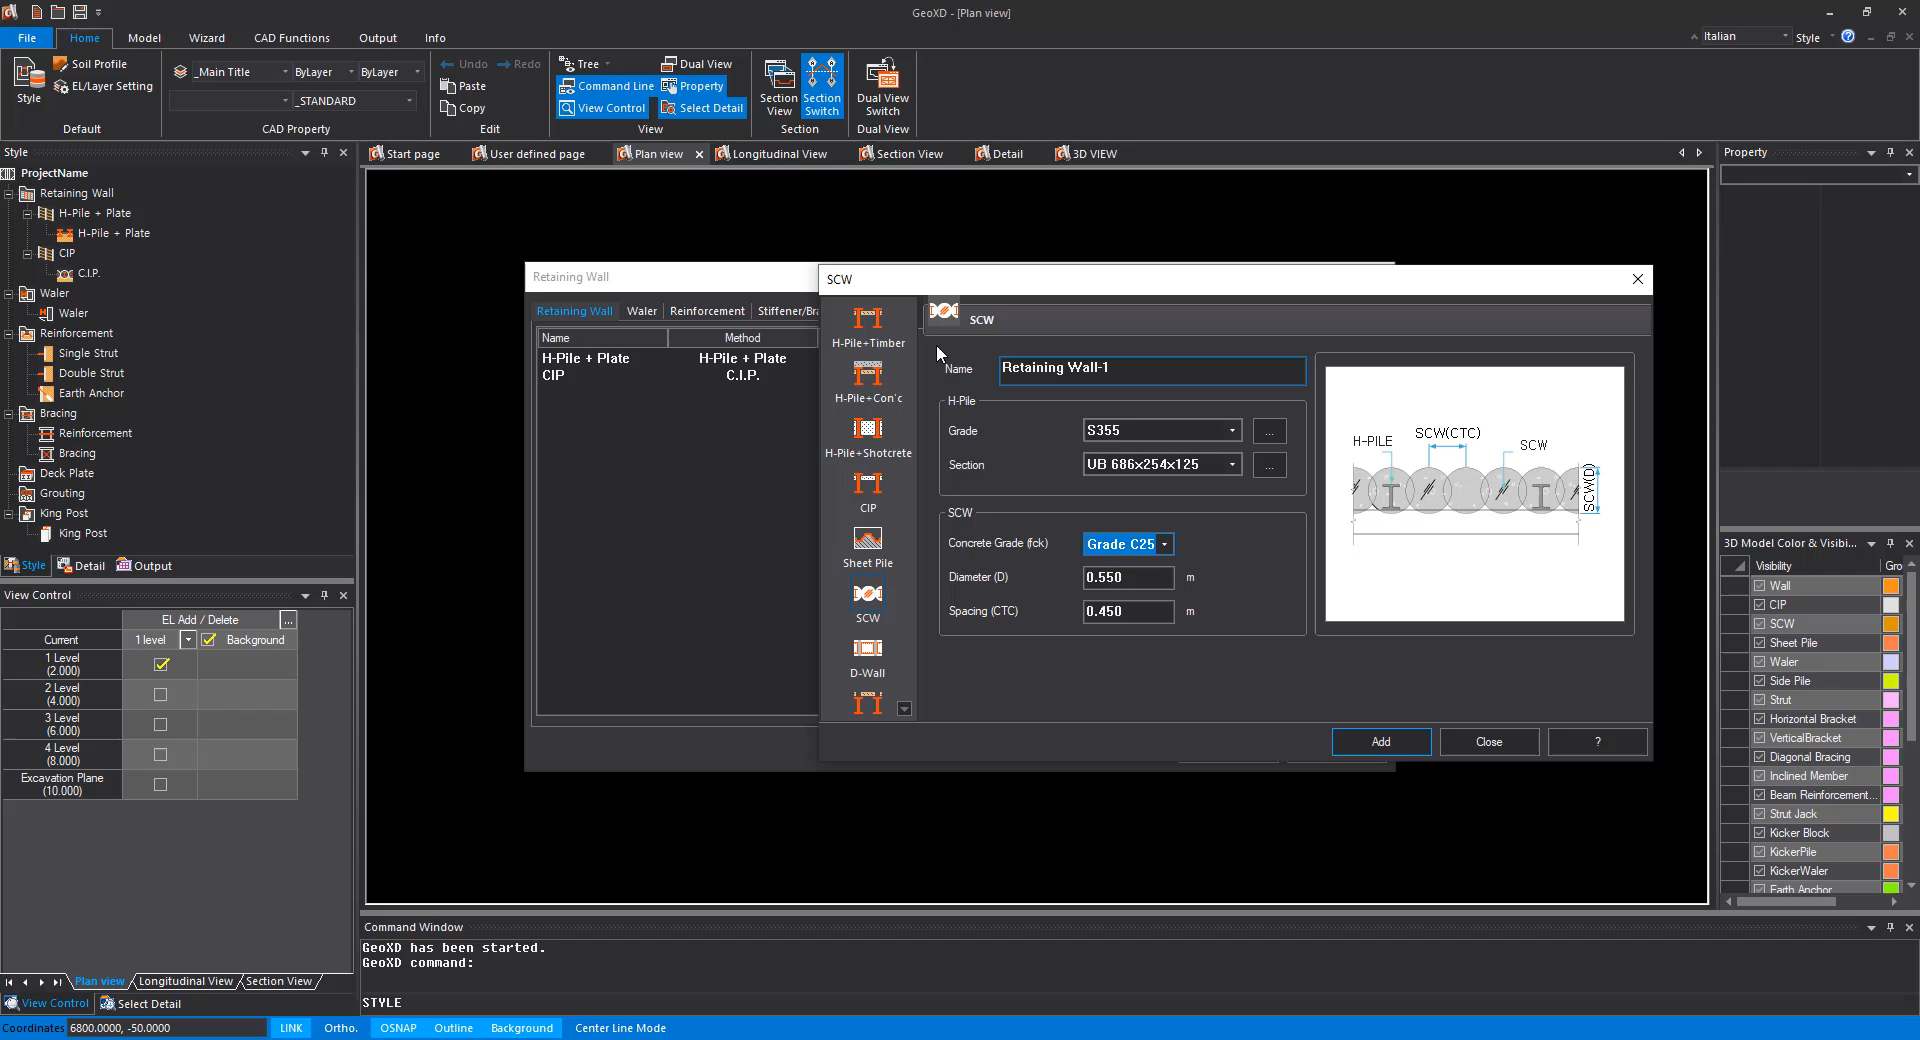 GeoXD - [Plan view]
File Home Model Wizard CAD Functions Output Info
Italian Style
Style
Soil Profile
EL/Layer Setting
Default
_Main Title ByLayer ByLayer
_STANDARD
CAD Property
Undo Redo
Paste
Copy
Edit
Tree Dual View
Command Line Property
View Control Select Detail
View
Section View
Section Switch
Section
Dual View Switch
Dual View
Style
ProjectName
Retaining Wall
H-Pile + Plate
H-Pile + Plate
CIP
C.I.P.
Waler
Waler
Reinforcement
Single Strut
Double Strut
Earth Anchor
Bracing
Reinforcement
Bracing
Deck Plate
Grouting
King Post
King Post
Style Detail Output
View Control
EL Add / Delete ...
Current 1 level Background
1 Level
(2.000)
2 Level
(4.000)
3 Level
(6.000)
4 Level
(8.000)
Excavation Plane
(10.000)
Plan view Longitudinal View Section View
View Control Select Detail
Start page User defined page Plan view Longitudinal View Section View Detail 3D VIEW
Retaining Wall
Retaining Wall Waler Reinforcement Stiffener/Bra
Name Method
H-Pile + Plate H-Pile + Plate
CIP C.I.P.
SCW
H-Pile+Timber
H-Pile+Con'c
H-Pile+Shotcrete
CIP
Sheet Pile
SCW
D-Wall
SCW
Name Retaining Wall-1
H-Pile
Grade S355 ...
Section UB 686x254x125 ...
SCW
Concrete Grade (fck) Grade C25
Diameter (D) 0.550 m
Spacing (CTC) 0.450 m
H-PILE SCW(CTC) SCW
SCW(D)
Add Close ?
Property
3D Model Color & Visibi...
Visibility Gro
Wall
CIP
SCW
Sheet Pile
Waler
Side Pile
Strut
Horizontal Bracket
VerticalBracket
Diagonal Bracing
Inclined Member
Beam Reinforcement...
Strut Jack
Kicker Block
KickerPile
KickerWaler
Earth Anchor
Command Window
GeoXD has been started.
GeoXD command:
STYLE
Coordinates 6800.0000, -50.0000 LINK Ortho. OSNAP Outline Background Center Line Mode